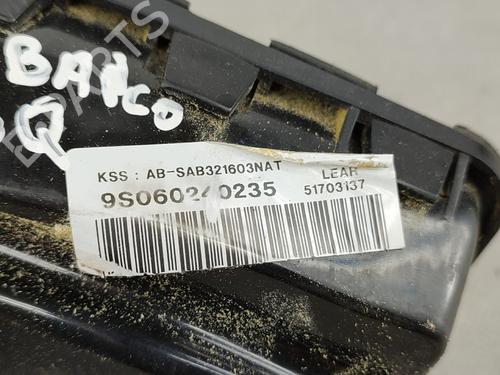 BANCO
Q
KSS : AB-SAB321603NAT LEAR
9S060240235 51703137